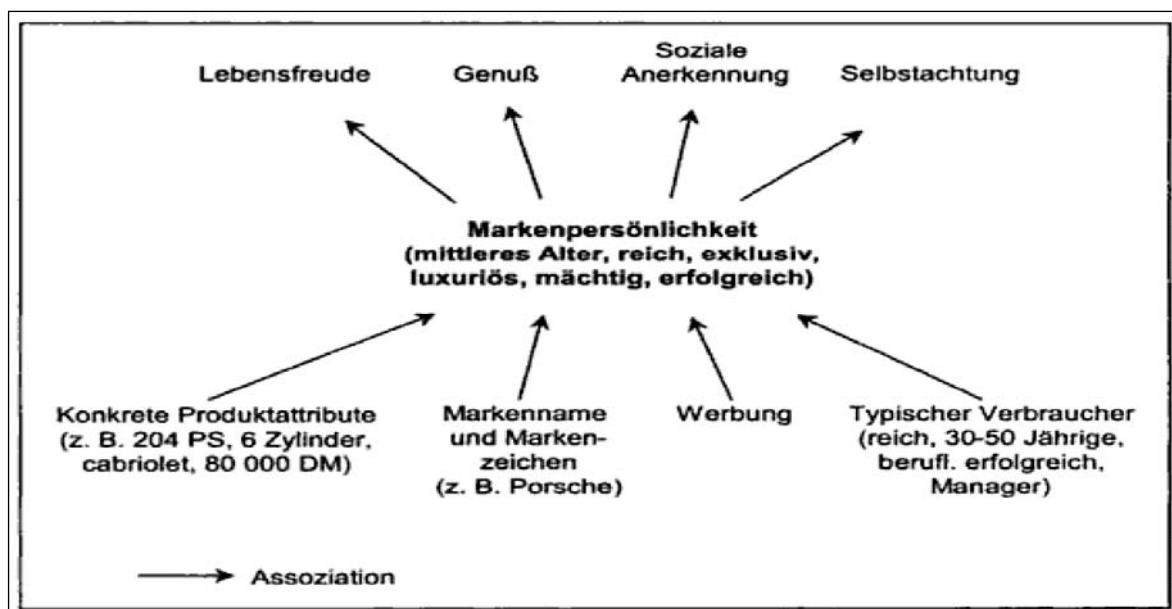 Lebensfreude
Genuß
Soziale
Anerkennung
Selbstachtung
Markenpersönlichkeit
(mittleres Alter, reich, exklusiv,
luxuriös, mächtig, erfolgreich)
Konkrete Produktattribute
(z. B. 204 PS, 6 Zylinder,
cabriolet, 80 000 DM)
Markenname
und Marken-
zeichen
(z. B. Porsche)
Werbung
Typischer Verbraucher
(reich, 30-50 Jährige,
berufl. erfolgreich,
Manager)
Assoziation